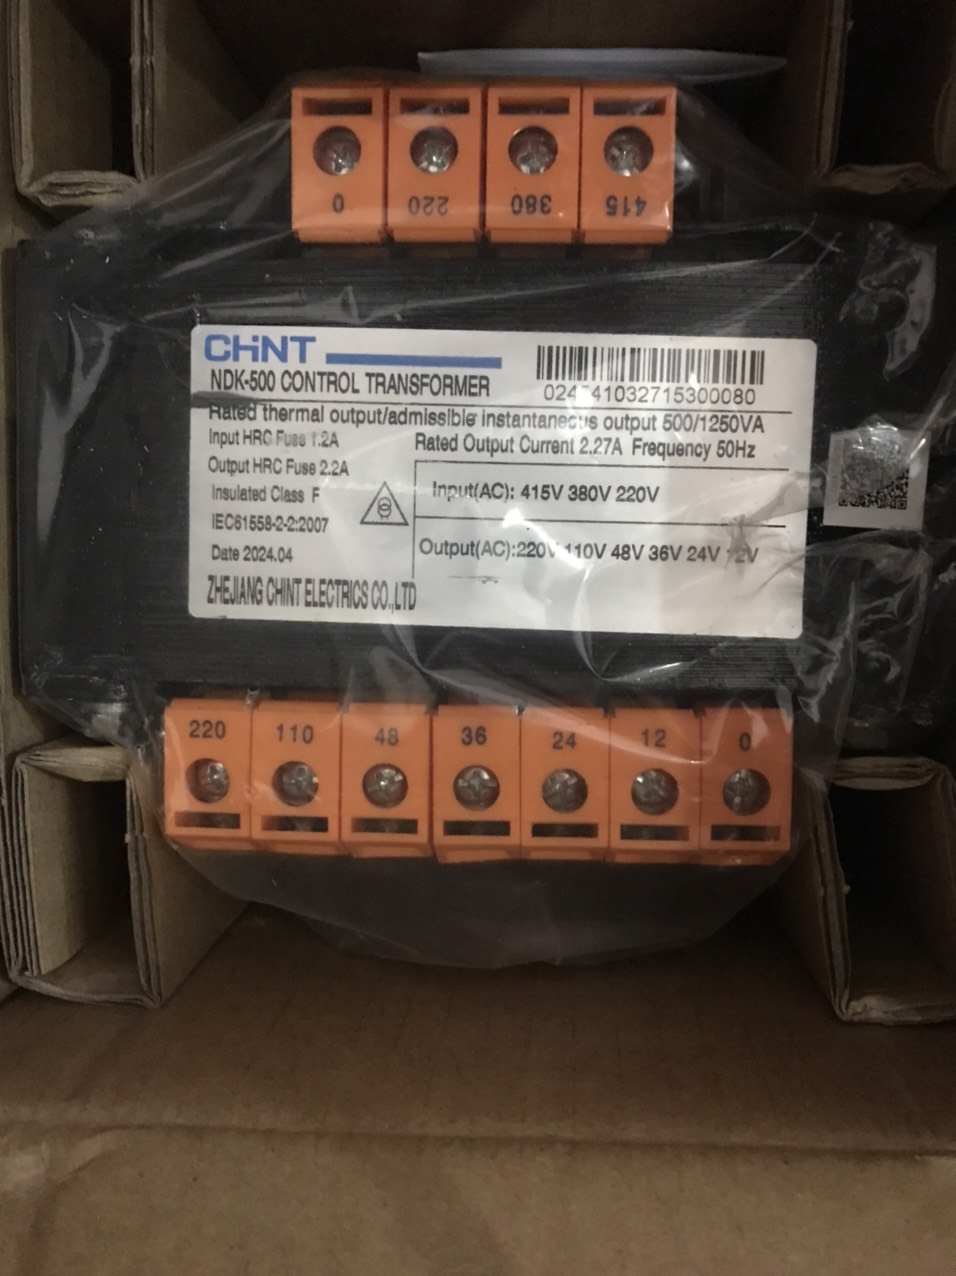 0 220 380 415
CHNT
NDK-500 CONTROL TRANSFORMER
41032715300080
Rated thermal output/admissible instantaneous output 500/1250VA
Input HRC Fuse 1.2A
Rated Output Current 2.27A Frequency 50Hz
Output HRC Fuse 2.2A
Insulated Class F
Input(AC): 415V 380V 220V
IEC61558-2-2:2007
Output(AC):220V 110V 48V 36V 24V 12V
Date 2024.04
ZHEJIANG CHINT ELECTRICS CO.,LTD
220 110 48 36 24 12 0